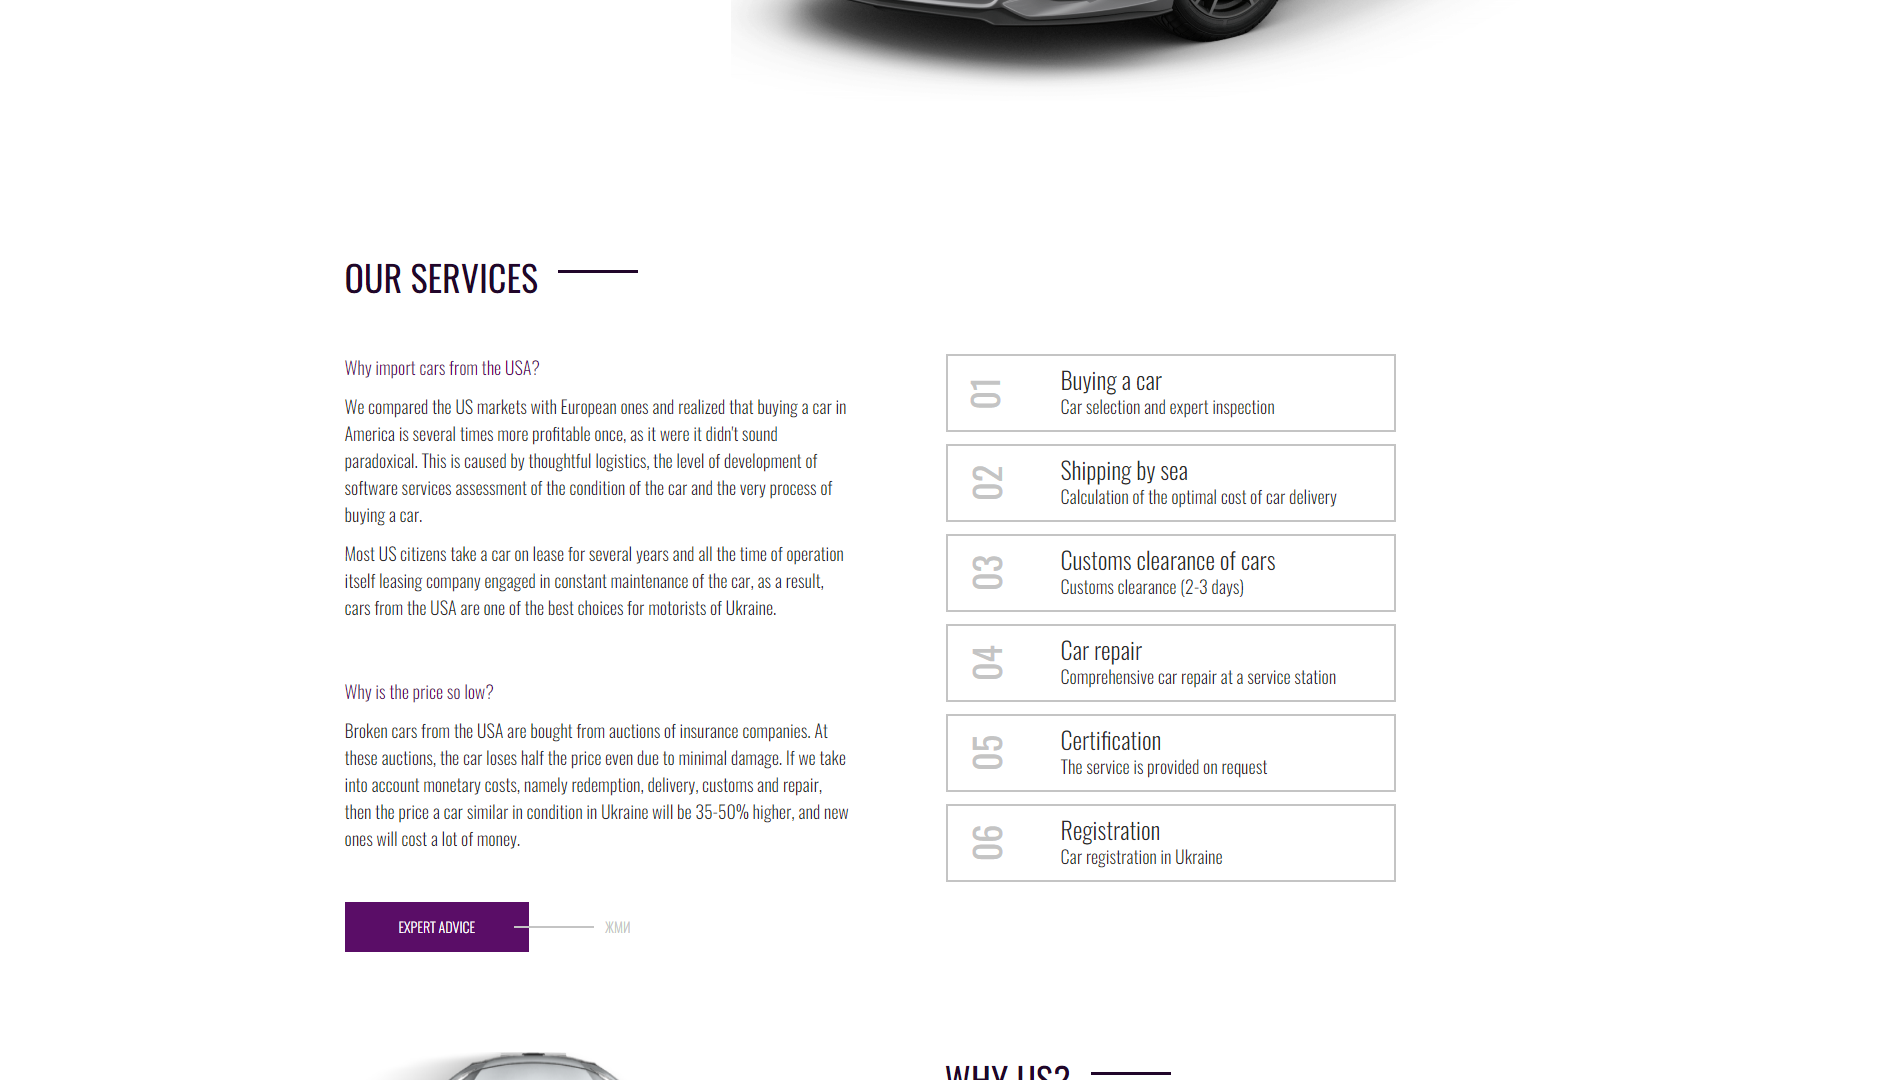 OUR SERVICES
Why import cars from the USA?
We compared the US markets with European ones and realized that buying a car in
America is several times more profitable once, as it were it didn't sound
paradoxical. This is caused by thoughtful logistics, the level of development of
software services assessment of the condition of the car and the very process of
buying a car.
Most US citizens take a car on lease for several years and all the time of operation
itself leasing company engaged in constant maintenance of the car, as a result,
cars from the USA are one of the best choices for motorists of Ukraine.
Why is the price so low?
Broken cars from the USA are bought from auctions of insurance companies. At
these auctions, the car loses half the price even due to minimal damage. If we take
into account monetary costs, namely redemption, delivery, customs and repair,
then the price a car similar in condition in Ukraine will be 35-50% higher, and new
ones will cost a lot of money.
EXPERT ADVICE
ЖМИ
01
Buying a car
Car selection and expert inspection
02
Shipping by sea
Calculation of the optimal cost of car delivery
03
Customs clearance of cars
Customs clearance (2-3 days)
04
Car repair
Comprehensive car repair at a service station
05
Certification
The service is provided on request
06
Registration
Car registration in Ukraine
WHY US?